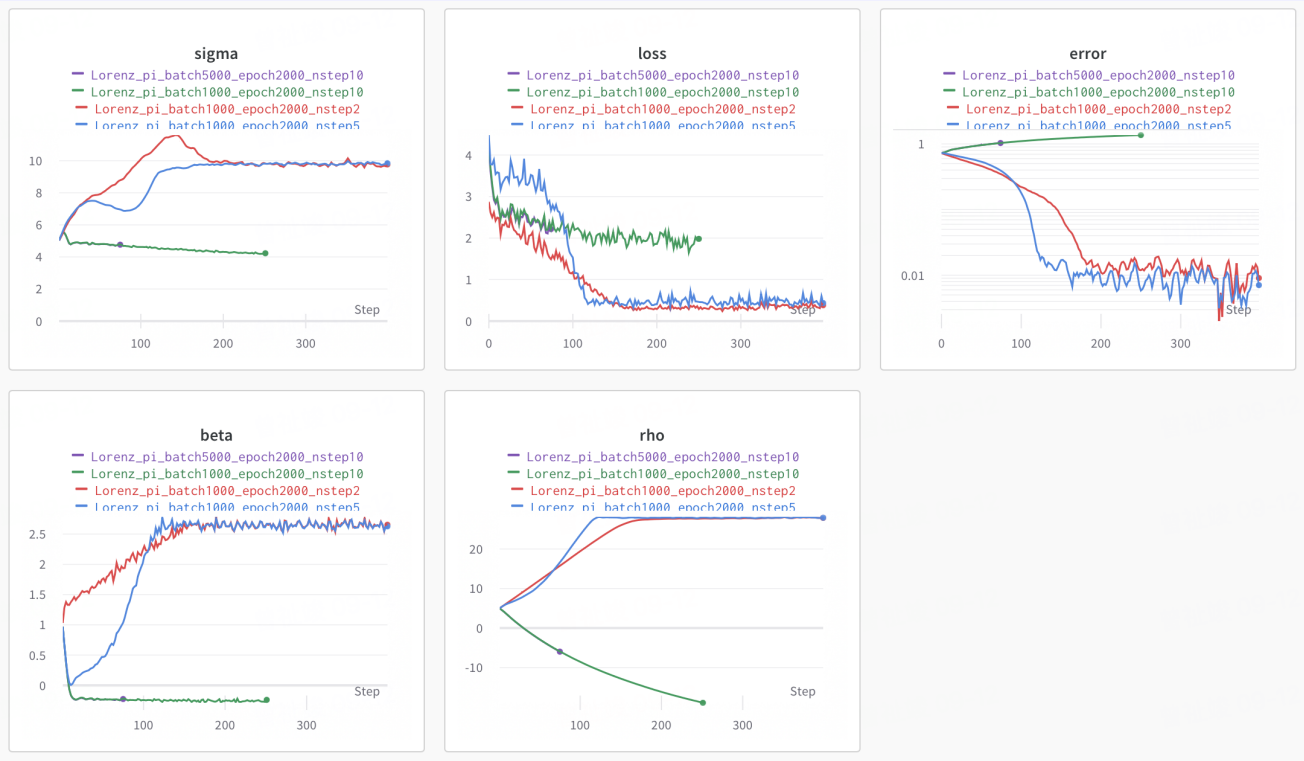 sigma
Lorenz_pi_batch5000_epoch2000_nstep10
Lorenz_pi_batch1000_epoch2000_nstep10
Lorenz_pi_batch1000_epoch2000_nstep2
Lorenz_pi_batch1000_epoch2000_nstep5
10
8
6
4
2
0
Step
100
200
300
loss
Lorenz_pi_batch5000_epoch2000_nstep10
Lorenz_pi_batch1000_epoch2000_nstep10
Lorenz_pi_batch1000_epoch2000_nstep2
Lorenz_pi_batch1000_epoch2000_nstep5
4
3
2
1
0
Step
0
100
200
300
error
Lorenz_pi_batch5000_epoch2000_nstep10
Lorenz_pi_batch1000_epoch2000_nstep10
Lorenz_pi_batch1000_epoch2000_nstep2
Lorenz_pi_batch1000_epoch2000_nstep5
1
0.01
Step
0
100
200
300
beta
Lorenz_pi_batch5000_epoch2000_nstep10
Lorenz_pi_batch1000_epoch2000_nstep10
Lorenz_pi_batch1000_epoch2000_nstep2
Lorenz_pi_batch1000_epoch2000_nstep5
2.5
2
1.5
1
0.5
0
Step
100
200
300
rho
Lorenz_pi_batch5000_epoch2000_nstep10
Lorenz_pi_batch1000_epoch2000_nstep10
Lorenz_pi_batch1000_epoch2000_nstep2
Lorenz_pi_batch1000_epoch2000_nstep5
20
10
0
-10
Step
100
200
300